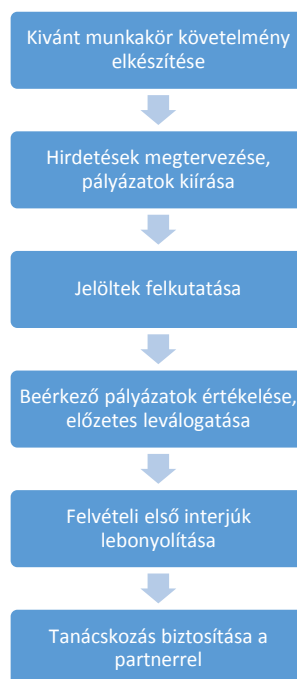 Kivánt munkakör követelmény
elkészítése
Hirdetések megtervezése,
pályázatok kiírása
Jelöltek felkutatása
Beérkező pályázatok értékelése,
előzetes leválogatása
Felvételi első interjúk
lebonyolítása
Tanácskozás biztosítása a
partnerrel